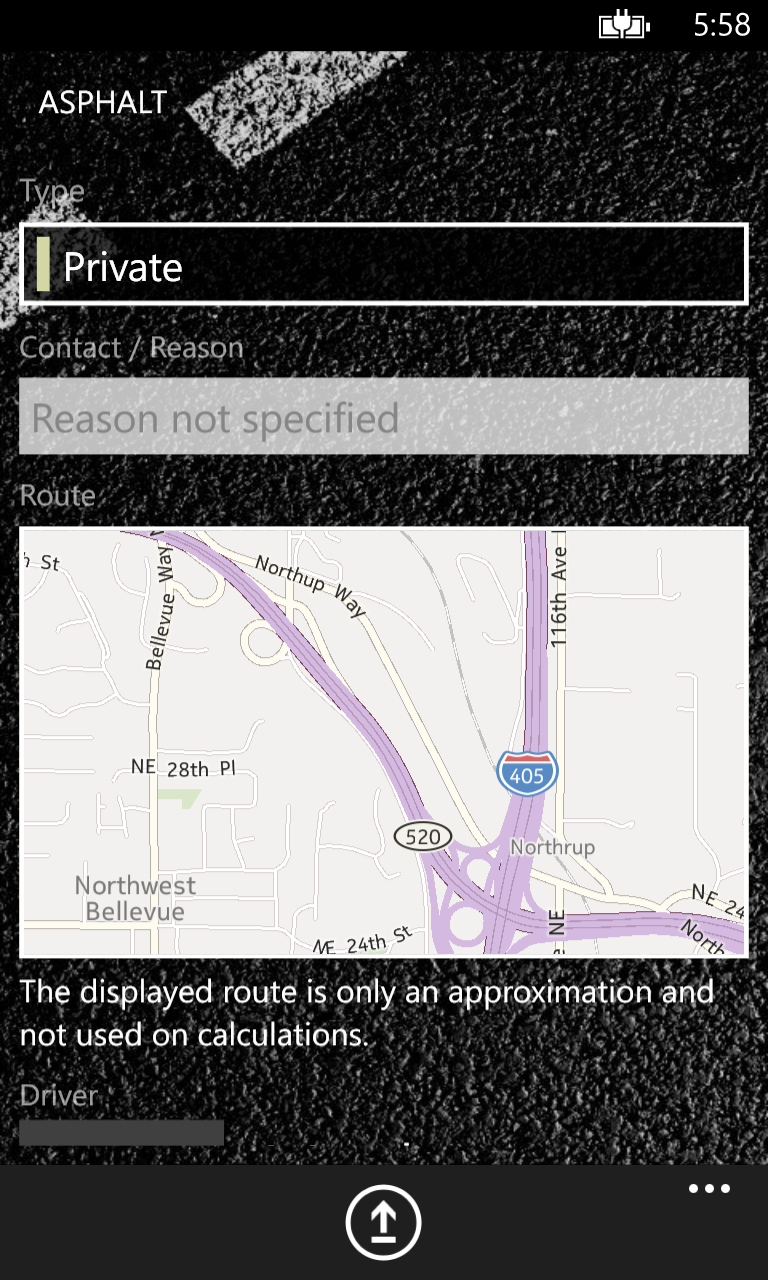 5:58
ASPHALT
Type
Private
Contact / Reason
Reason not specified
Route
h St
Bellevue Way
Northup Way
116th Ave
NE 28th Pl
405
520
Northrup
Northwest
Bellevue
NE 24th St
NE
NE 24
North
The displayed route is only an approximation and
not used on calculations.
Driver